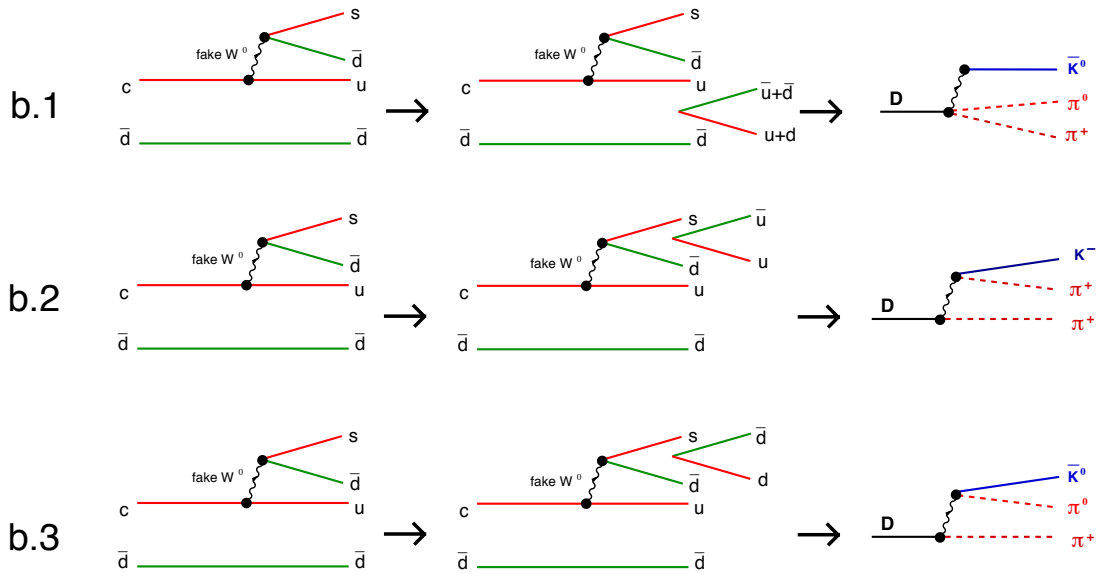 s
fake W⁰
d̅
c
u
d̅
d̅
s
fake W⁰
d̅
c
u
u̅+d̅
u+d
d̅
d̅
K̅⁰
D
π⁰
π⁺
b.1
s
fake W⁰
d̅
c
u
d̅
d̅
s
u̅
fake W⁰
d̅
u
c
u
d̅
d̅
K⁻
π⁺
D
π⁺
b.2
s
fake W⁰
d̅
c
u
d̅
d̅
s
d̅
fake W⁰
d̅
d
c
u
d̅
d̅
K̅⁰
π⁰
D
π⁺
b.3